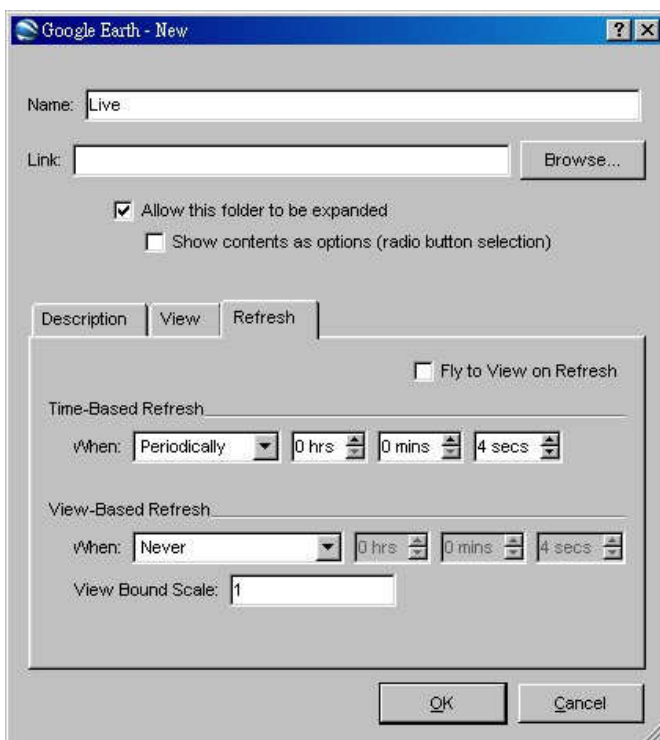 Google Earth - New
Name: Live
Link: Browse...
Allow this folder to be expanded
Show contents as options (radio button selection)
Description View Refresh
Fly to View on Refresh
Time-Based Refresh
When: Periodically 0 hrs 0 mins 4 secs
View-Based Refresh
When: Never 0 hrs 0 mins 4 secs
View Bound Scale: 1
OK Cancel